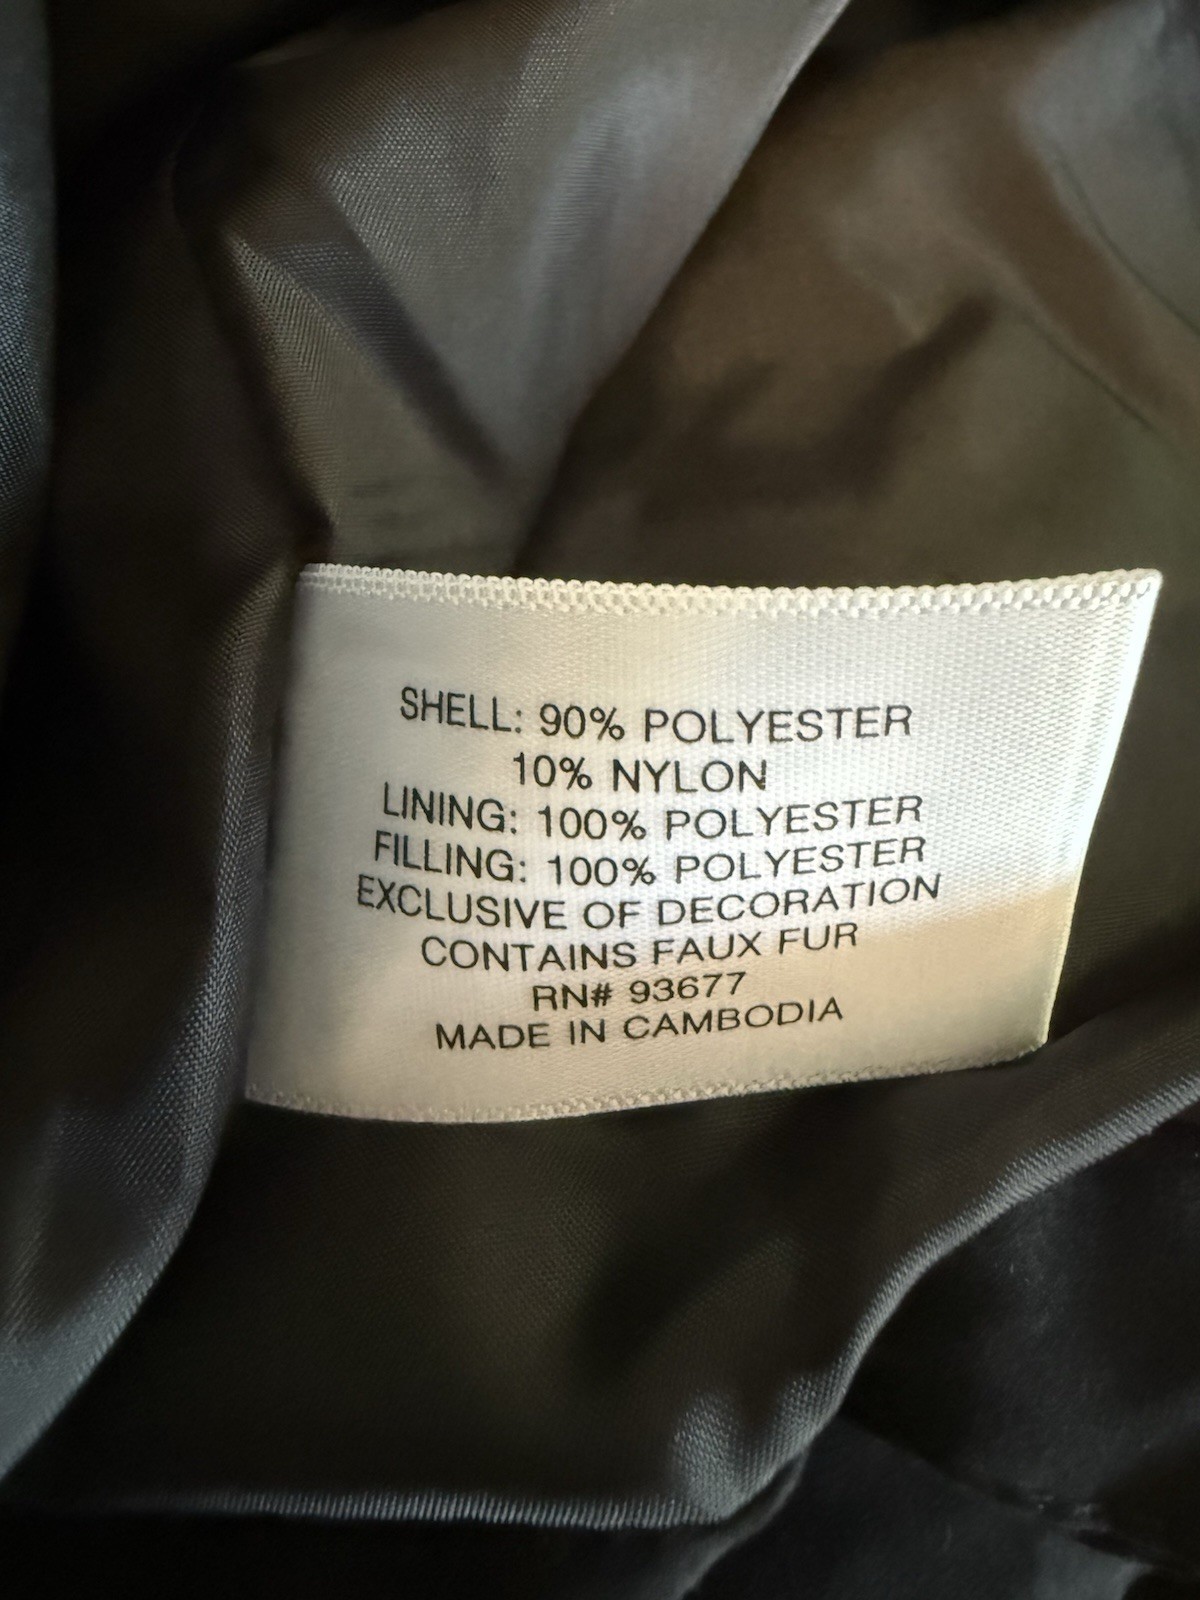 SHELL: 90% POLYESTER
10% NYLON
LINING: 100% POLYESTER
FILLING: 100% POLYESTER
EXCLUSIVE OF DECORATION
CONTAINS FAUX FUR
RN# 93677
MADE IN CAMBODIA